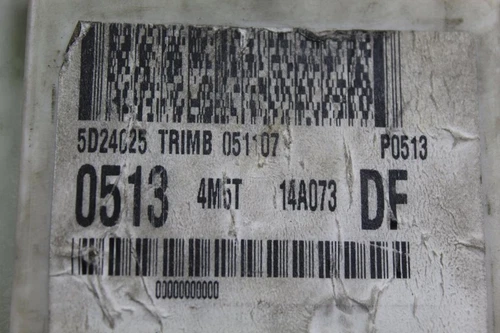 5D24025 TRIMB 051107 P0513
0513 4M5T 14A073 DF
00000000000